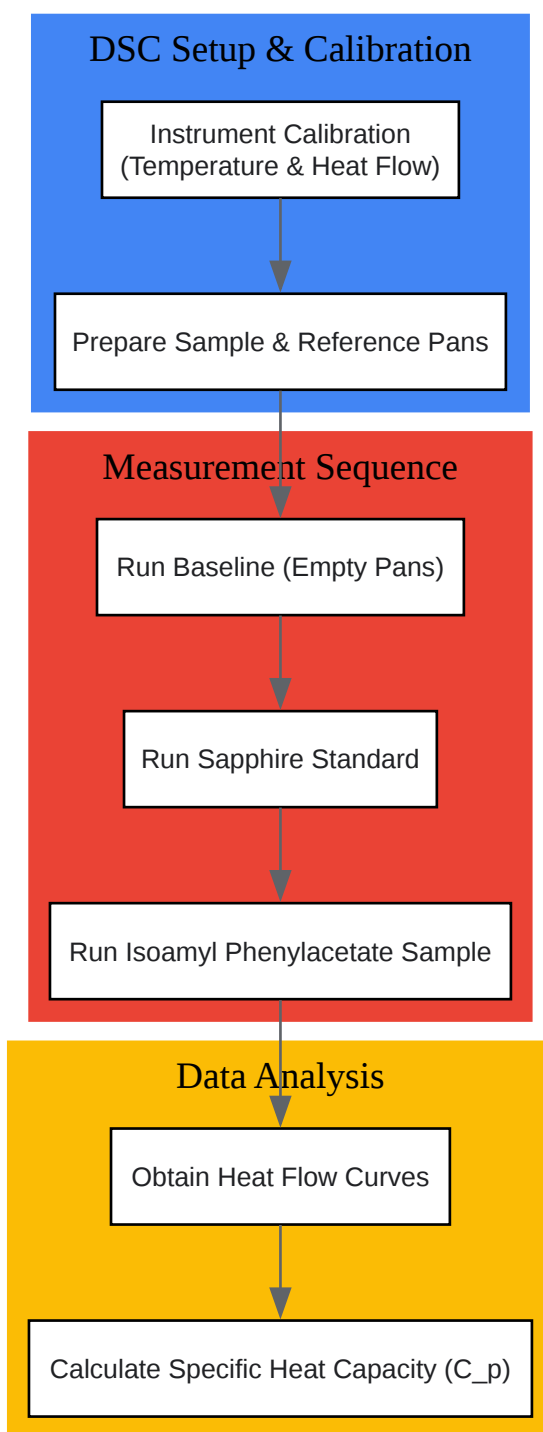 DSC Setup & Calibration
Instrument Calibration
(Temperature & Heat Flow)
Prepare Sample & Reference Pans
Measurement Sequence
Run Baseline (Empty Pans)
Run Sapphire Standard
Run Isoamyl Phenylacetate Sample
Data Analysis
Obtain Heat Flow Curves
Calculate Specific Heat Capacity (C_p)